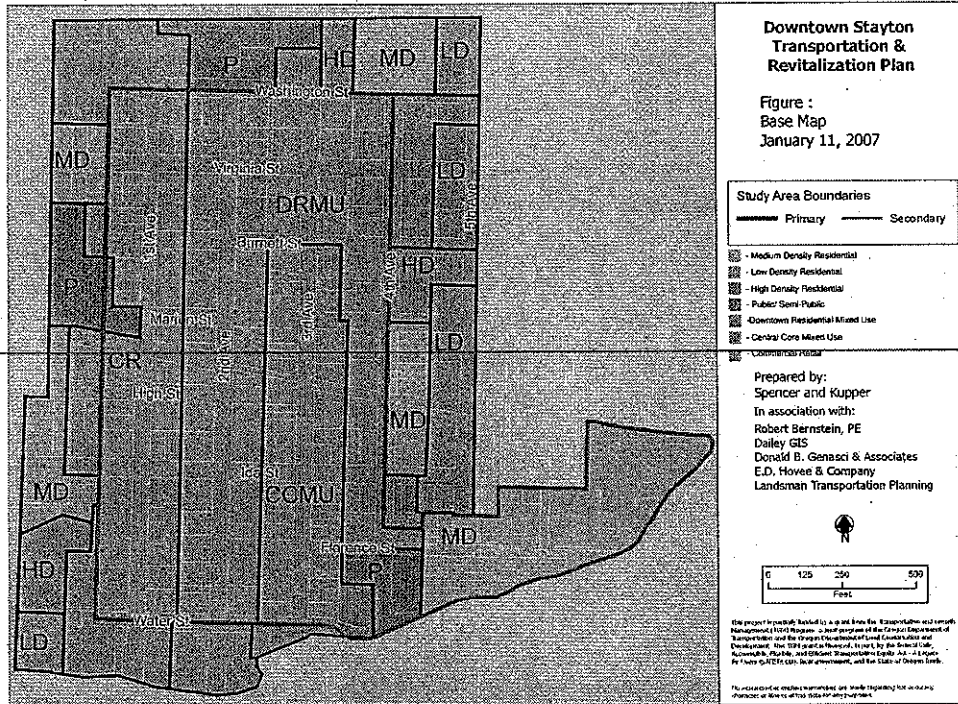 Downtown Stayton
Transportation &
Revitalization Plan
Figure :
Base Map
January 11, 2007
Study Area Boundaries
Primary Secondary
- Medium Density Residential
- Low Density Residential
- High Density Residential
- Public/ Semi-Public
- Downtown Residential Mixed Use
- Central Core Mixed Use
- Commercial Retail
Prepared by:
Spencer and Kupper
In association with:
Robert Bernstein, PE
Dailey GIS
Donald B. Genasci & Associates
E.D. Hovee & Company
Landsman Transportation Planning
N
0 125 250 500
Feet
P
HD
MD
LD
Washington St
MD
Virginia St
LD
5th Ave
DRMU
1st Ave
Burnett St
4th Ave
HD
3rd Ave
P
Marion St
2nd Ave
LD
CR
High St
MD
Ida St
MD
CCMU
MD
Florence St
HD
P
Water St
LD